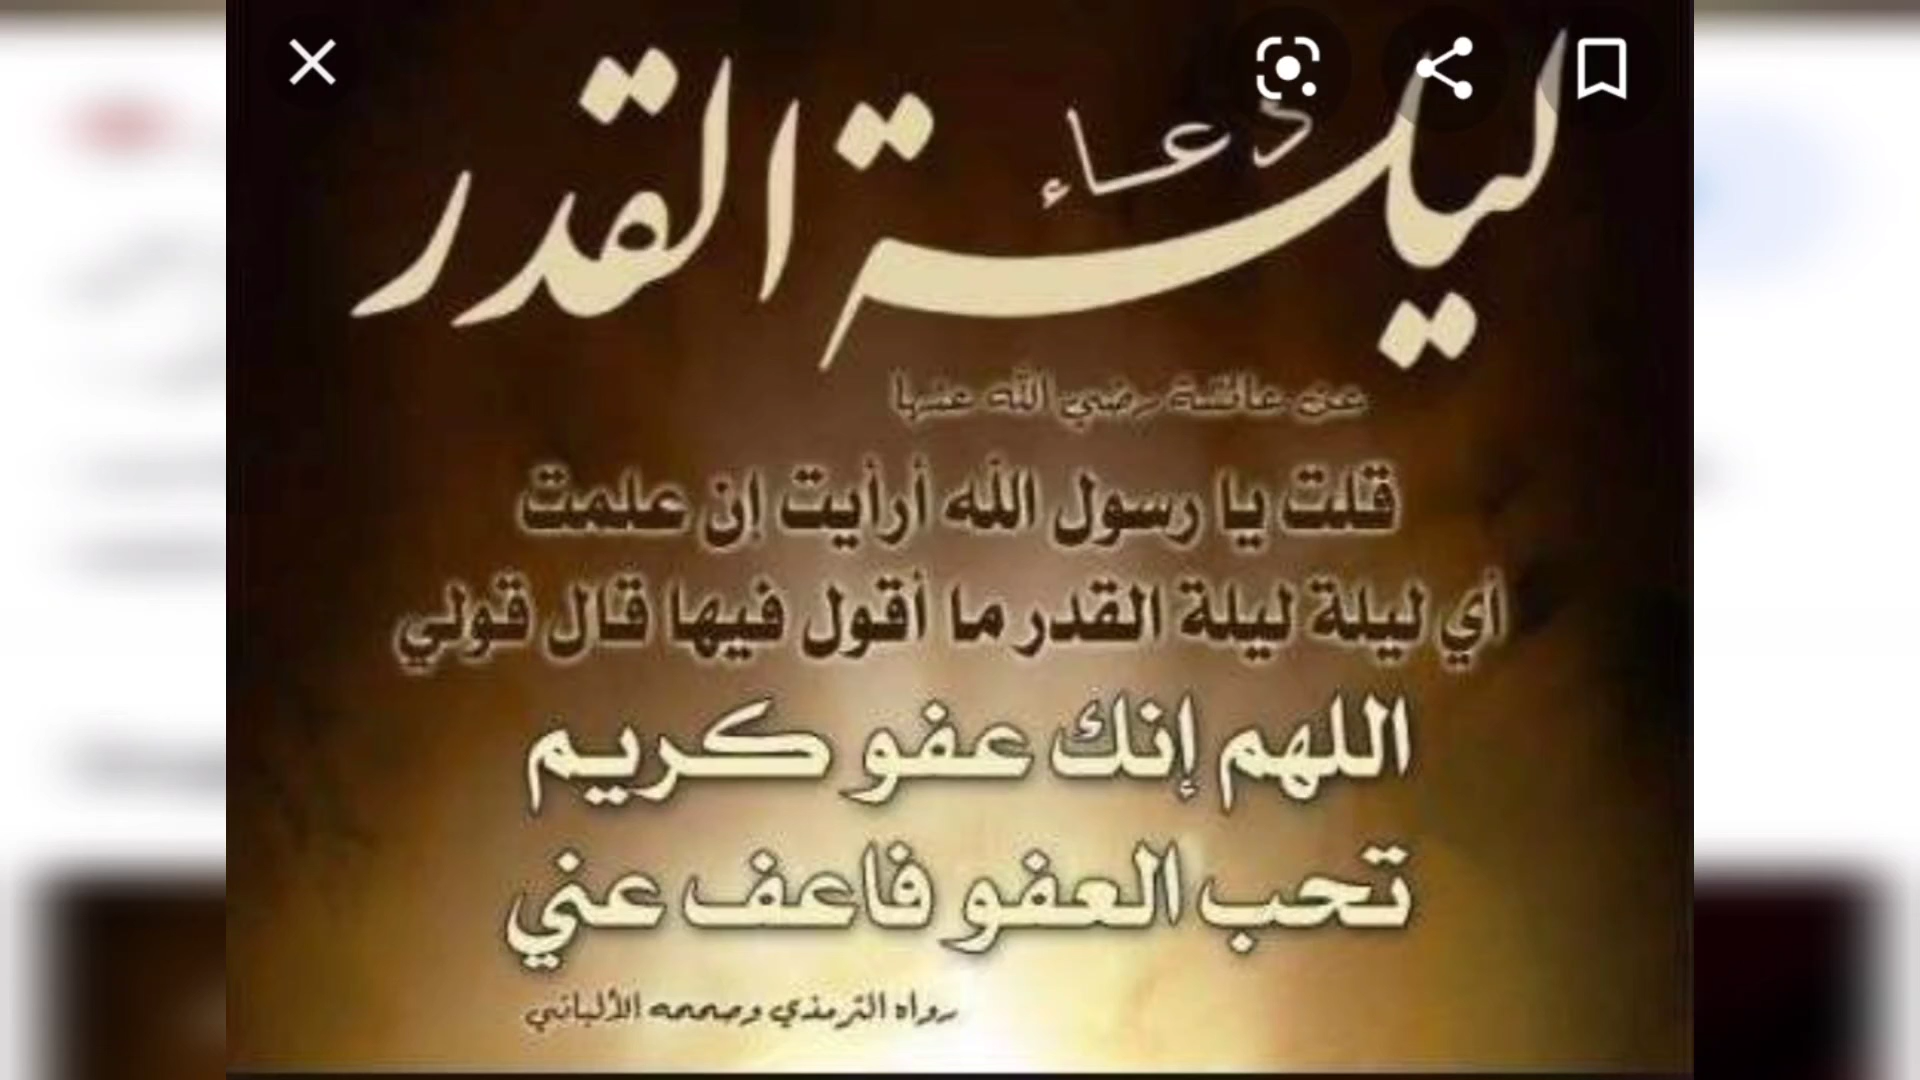 دعاء
ليلة القدر
عن عائشة رضي الله عنها
قلت يا رسول الله أرأيت إن علمت
أي ليلة ليلة القدر ما أقول فيها قال قولي
اللهم إنك عفو كريم
تحب العفو فاعف عني
رواه الترمذي وصححه الألباني